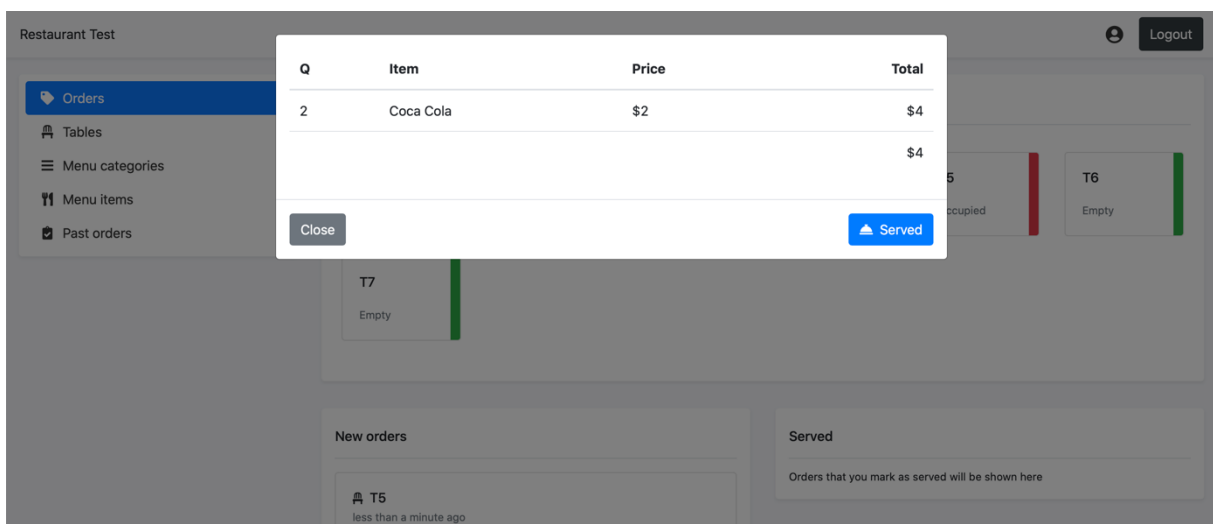 Restaurant Test
Logout
Orders
Tables
Menu categories
Menu items
Past orders
Q Item Price Total
2 Coca Cola $2 $4
$4
Close
Served
5
ccupied
T6
Empty
T7
Empty
New orders
T5
less than a minute ago
Served
Orders that you mark as served will be shown here